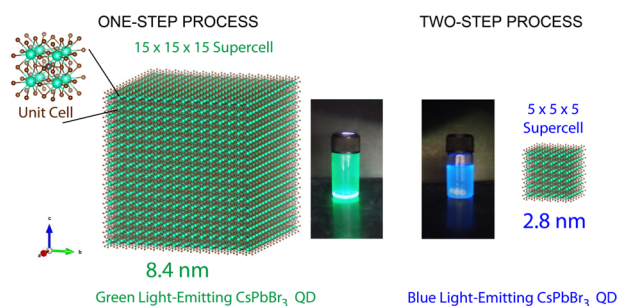 ONE-STEP PROCESS
TWO-STEP PROCESS
15 x 15 x 15 Supercell
Unit Cell
5 x 5 x 5
Supercell
2.8 nm
c
a
b
8.4 nm
Green Light-Emitting CsPbBr₃ QD
Blue Light-Emitting CsPbBr₃ QD